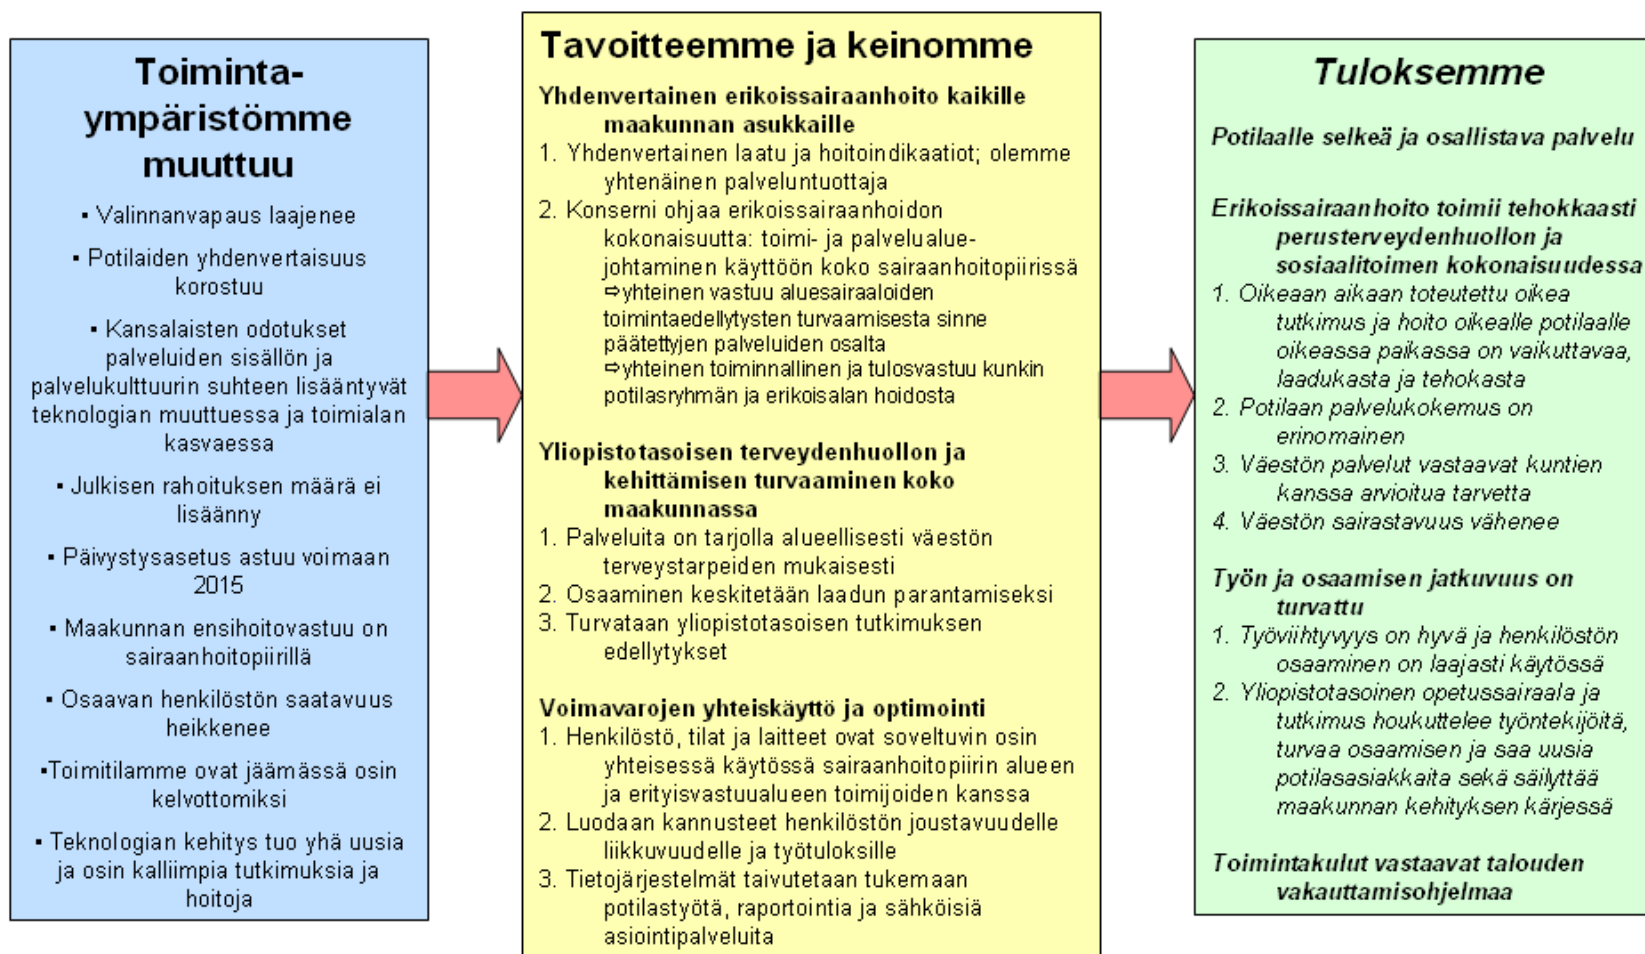 Toiminta-
ympäristömme
muuttuu
▪ Valinnanvapaus laajenee
▪ Potilaiden yhdenvertaisuus
korostuu
▪ Kansalaisten odotukset
palveluiden sisällön ja
palvelukulttuurin suhteen lisääntyvät
teknologian muuttuessa ja toimialan
kasvaessa
▪ Julkisen rahoituksen määrä ei
lisäänny
▪ Päivystysasetus astuu voimaan
2015
▪ Maakunnan ensihoitovastuu on
sairaanhoitopiirillä
▪ Osaavan henkilöstön saatavuus
heikkenee
▪Toimitilamme ovat jäämässä osin
kelvottomiksi
▪ Teknologian kehitys tuo yhä uusia
ja osin kalliimpia tutkimuksia ja
hoitoja
Tavoitteemme ja keinomme
Yhdenvertainen erikoissairaanhoito kaikille
maakunnan asukkaille
1. Yhdenvertainen laatu ja hoitoindikaatiot; olemme
yhtenäinen palveluntuottaja
2. Konserni ohjaa erikoissairaanhoidon
kokonaisuutta: toimi- ja palvelualue-
johtaminen käyttöön koko sairaanhoitopiirissä
⇨yhteinen vastuu aluesairaaloiden
toimintaedellytysten turvaamisesta sinne
päätettyjen palveluiden osalta
⇨yhteinen toiminnallinen ja tulosvastuu kunkin
potilasryhmän ja erikoisalan hoidosta
Yliopistotasoisen terveydenhuollon ja
kehittämisen turvaaminen koko
maakunnassa
1. Palveluita on tarjolla alueellisesti väestön
terveystarpeiden mukaisesti
2. Osaaminen keskitetään laadun parantamiseksi
3. Turvataan yliopistotasoisen tutkimuksen
edellytykset
Voimavarojen yhteiskäyttö ja optimointi
1. Henkilöstö, tilat ja laitteet ovat soveltuvin osin
yhteisessä käytössä sairaanhoitopiirin alueen
ja erityisvastuualueen toimijoiden kanssa
2. Luodaan kannusteet henkilöstön joustavuudelle
liikkuvuudelle ja työtuloksille
3. Tietojärjestelmät taivutetaan tukemaan
potilastyötä, raportointia ja sähköisiä
asiointipalveluita
Tuloksemme
Potilaalle selkeä ja osallistava palvelu
Erikoissairaanhoito toimii tehokkaasti
perusterveydenhuollon ja
sosiaalitoimen kokonaisuudessa
1. Oikeaan aikaan toteutettu oikea
tutkimus ja hoito oikealle potilaalle
oikeassa paikassa on vaikuttavaa,
laadukasta ja tehokasta
2. Potilaan palvelukokemus on
erinomainen
3. Väestön palvelut vastaavat kuntien
kanssa arvioitua tarvetta
4. Väestön sairastavuus vähenee
Työn ja osaamisen jatkuvuus on
turvattu
1. Työviihtyvyys on hyvä ja henkilöstön
osaaminen on laajasti käytössä
2. Yliopistotasoinen opetussairaala ja
tutkimus houkuttelee työntekijöitä,
turvaa osaamisen ja saa uusia
potilasasiakkaita sekä säilyttää
maakunnan kehityksen kärjessä
Toimintakulut vastaavat talouden
vakauttamisohjelmaa